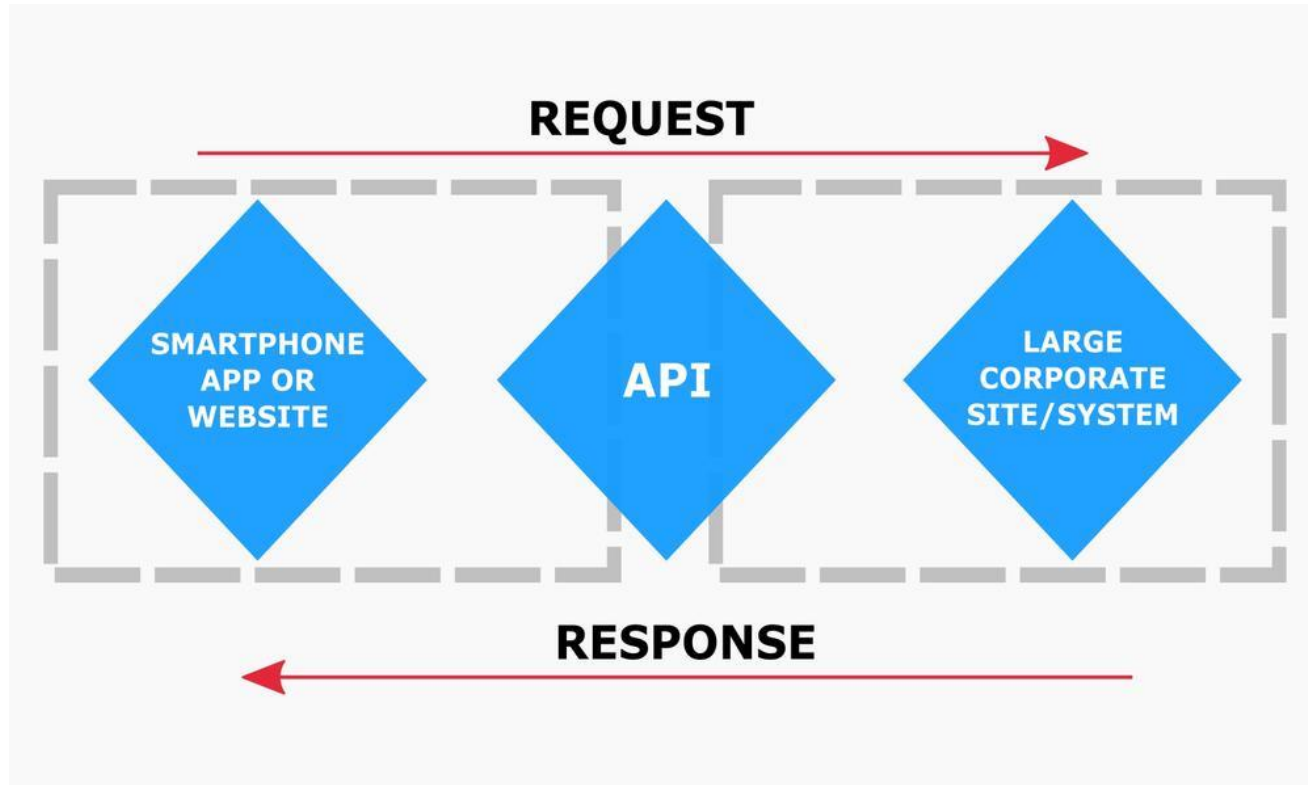 REQUEST
SMARTPHONE
APP OR
WEBSITE
API
LARGE
CORPORATE
SITE/SYSTEM
RESPONSE